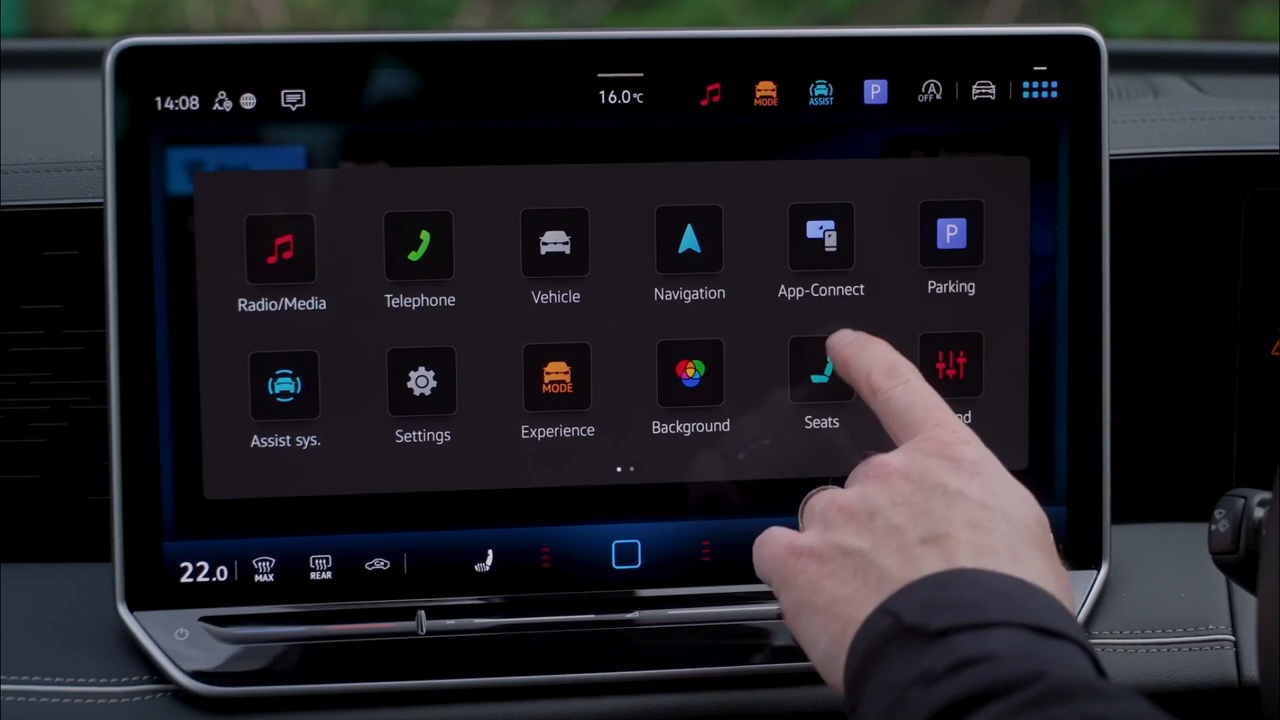 14:08 16.0°C MODE ASSIST P A OFF
Radio/Media Telephone Vehicle Navigation App-Connect P Parking
Assist sys. Settings MODE Experience Background Seats
22.0 MAX REAR